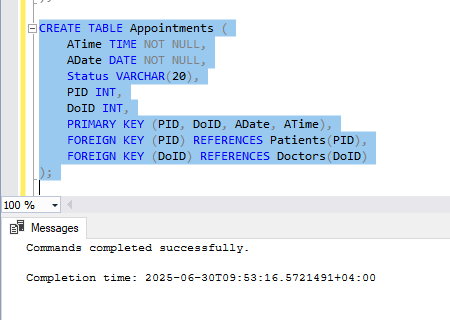 CREATE TABLE Appointments (
ATime TIME NOT NULL,
ADate DATE NOT NULL,
Status VARCHAR(20),
PID INT,
DoID INT,
PRIMARY KEY (PID, DoID, ADate, ATime),
FOREIGN KEY (PID) REFERENCES Patients(PID),
FOREIGN KEY (DoID) REFERENCES Doctors(DoID)
);
100 %
Messages
Commands completed successfully.
Completion time: 2025-06-30T09:53:16.5721491+04:00